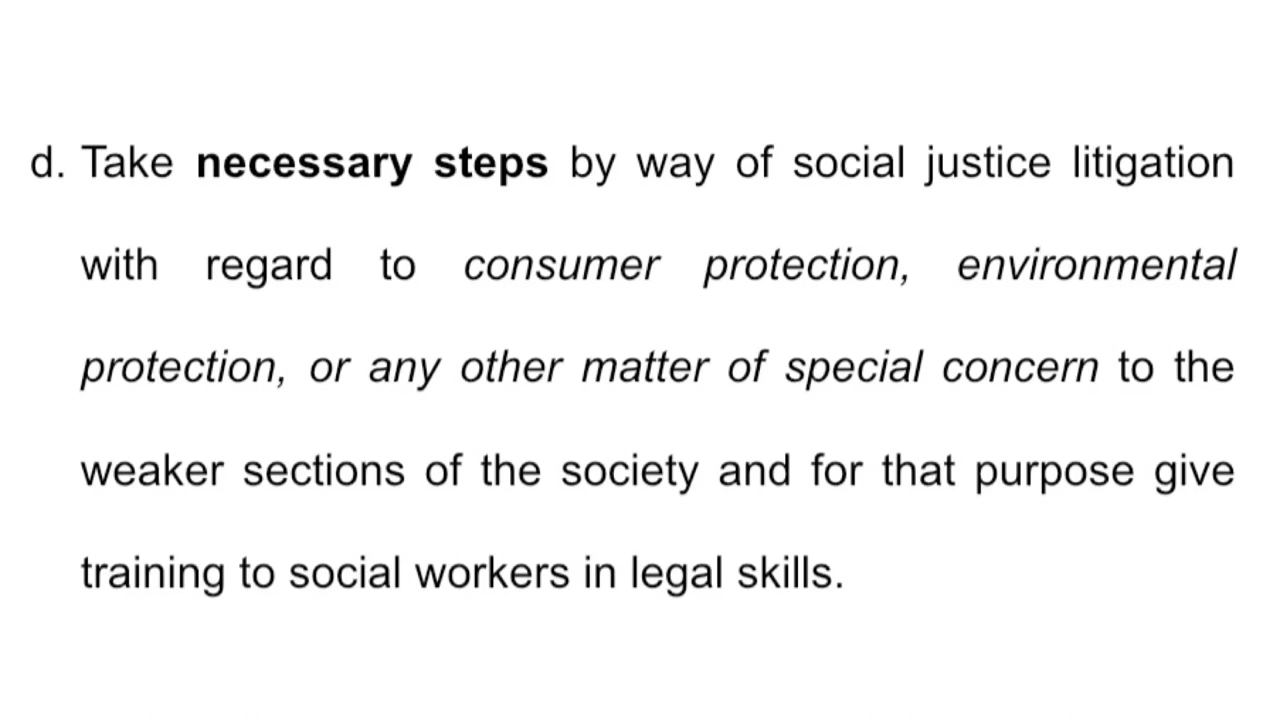 d. Take necessary steps by way of social justice litigation
with regard to consumer protection, environmental
protection, or any other matter of special concern to the
weaker sections of the society and for that purpose give
training to social workers in legal skills.